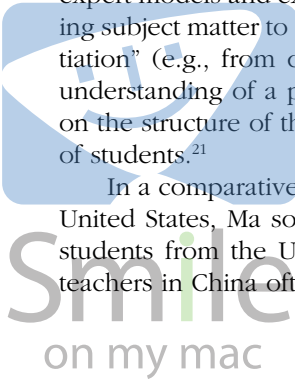 expert models and ex
ing subject matter to
tiation” (e.g., from c
understanding of a p
on the structure of th
of students.21
In a comparative
United States, Ma so
students from the U
teachers in China oft
Smile
on my mac